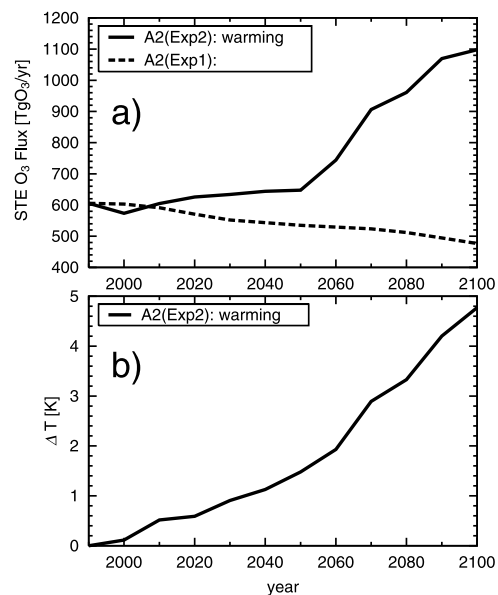 1200
1100
1000
900
800
700
600
500
400
STE O₃ Flux [TgO₃/yr]
A2(Exp2): warming
A2(Exp1):
a)
2000 2020 2040 2060 2080 2100
5
4
3
2
1
0
Δ T [K]
A2(Exp2): warming
b)
2000 2020 2040 2060 2080 2100
year